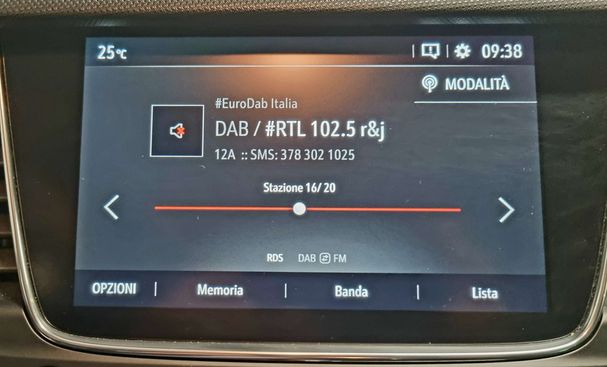 25°C 09:38
MODALITÀ
#EuroDab Italia
DAB / #RTL 102.5 r&j
12A :: SMS: 378 302 1025
Stazione 16/20
RDS DAB FM
OPZIONI Memoria Banda Lista